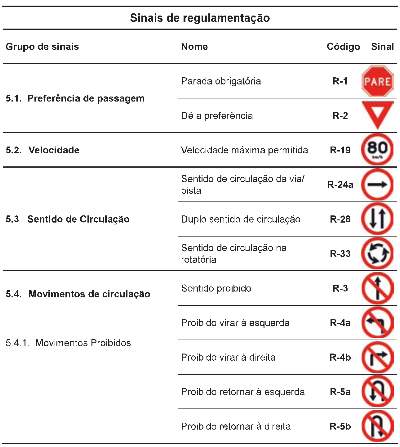 Sinais de regulamentação
Grupo de sinais Nome Código Sinal
5.1. Preferência de passagem
Parada obrigatória R-1 PARE
Dê a preferência R-2
5.2. Velocidade Velocidade máxima permitida R-19 80 km/h
5.3 Sentido de Circulação
Sentido de circulação da via/
pista R-24a
Duplo sentido de circulação R-28
Sentido de circulação na
rotatória R-33
5.4. Movimentos de circulação Sentido proibido R-3
5.4.1. Movimentos Proibidos
Proibido virar à esquerda R-4a
Proibido virar à direita R-4b
Proibido retornar à esquerda R-5a
Proibido retornar à direita R-5b